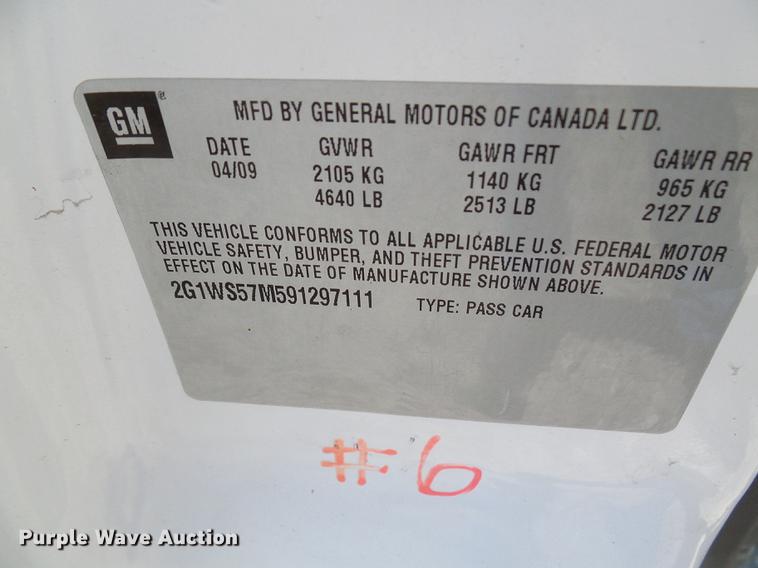 GM®
MFD BY GENERAL MOTORS OF CANADA LTD.
DATE GVWR GAWR FRT GAWR RR
04/09 2105 KG 1140 KG 965 KG
4640 LB 2513 LB 2127 LB
THIS VEHICLE CONFORMS TO ALL APPLICABLE U.S. FEDERAL MOTOR
VEHICLE SAFETY, BUMPER, AND THEFT PREVENTION STANDARDS IN
EFFECT ON THE DATE OF MANUFACTURE SHOWN ABOVE.
2G1WS57M591297111 TYPE: PASS CAR
#6
Purple Wave Auction
Purple Wave Auction